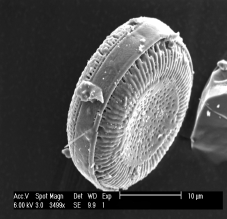 Acc.V Spot Magn Det WD Exp 10 µm
6.00 kV 3.0 3499x SE 9.9 1